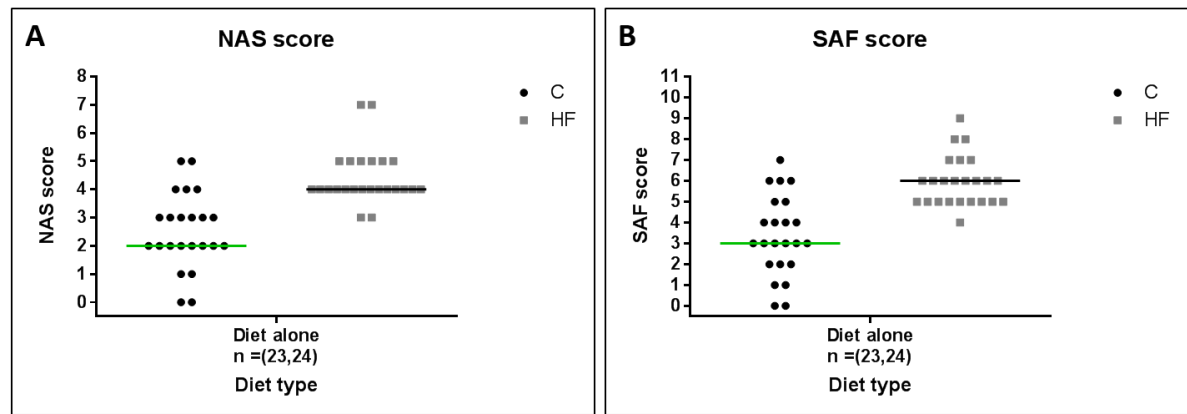 A
NAS score
8
7
6
5
4
3
2
1
0
NAS score
C
HF
Diet alone
n =(23,24)
Diet type
B
SAF score
11
10
9
8
7
6
5
4
3
2
1
0
SAF score
C
HF
Diet alone
n =(23,24)
Diet type